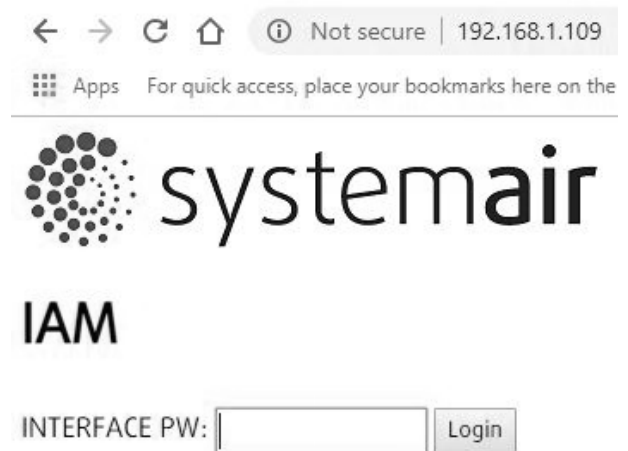 Not secure | 192.168.1.109
Apps For quick access, place your bookmarks here on the
systemair
IAM
INTERFACE PW: Login